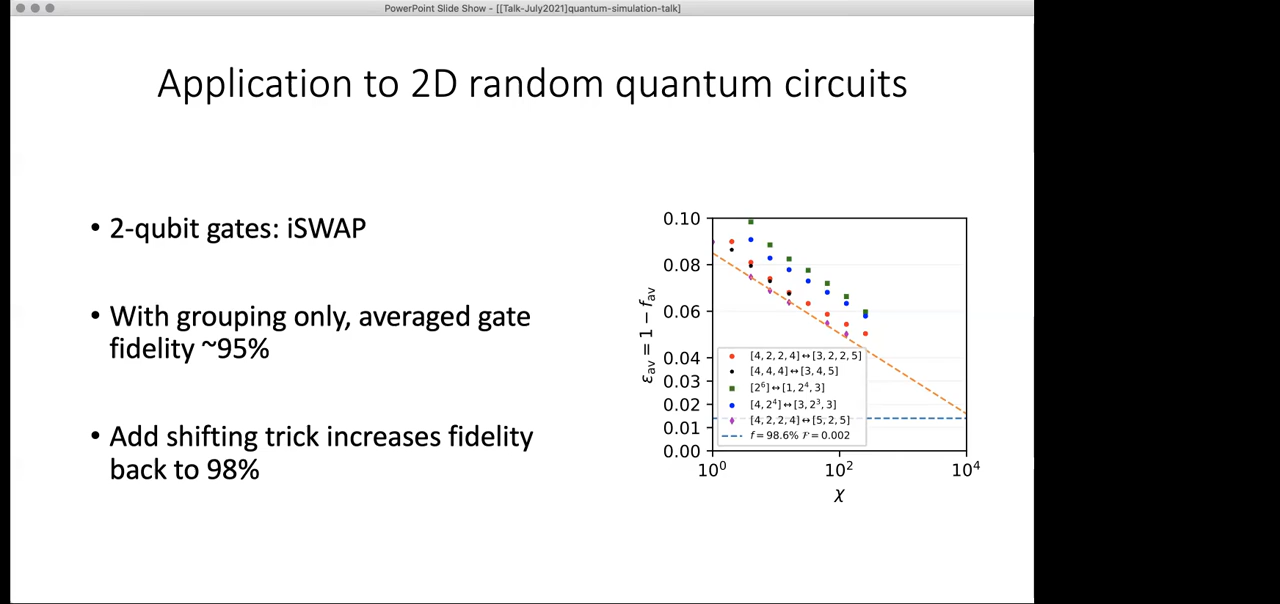 PowerPoint Slide Show - [[Talk-July2021]quantum-simulation-talk]
Application to 2D random quantum circuits
• 2-qubit gates: iSWAP
• With grouping only, averaged gate
fidelity ~95%
• Add shifting trick increases fidelity
back to 98%
εav = 1 − fav
0.10
0.08
0.06
0.04
0.03
0.02
0.01
0.00
[4, 2, 2, 4]↔[3, 2, 2, 5]
[4, 4, 4]↔[3, 4, 5]
[2⁶]↔[1, 2⁴, 3]
[4, 2⁴]↔[3, 2³, 3]
[4, 2, 2, 4]↔[5, 2, 5]
f = 98.6% ℱ = 0.002
10⁰ 10² 10⁴
χ